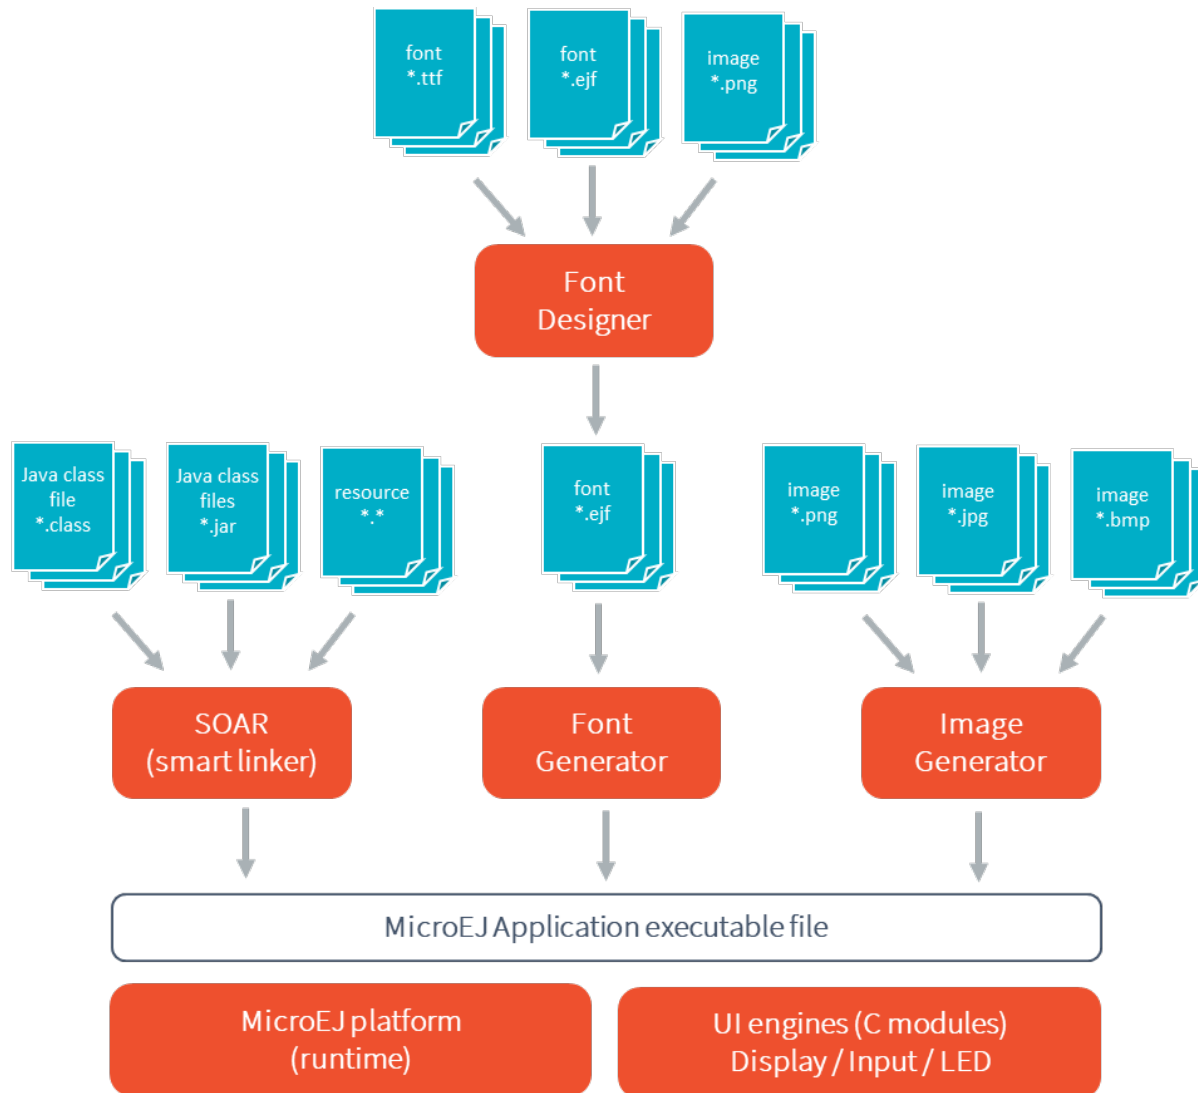 font
*.ttf
font
*.ejf
image
*.png
Font
Designer
Java class
file
*.class
Java class
files
*.jar
resource
*.*
font
*.ejf
image
*.png
image
*.jpg
image
*.bmp
SOAR
(smart linker)
Font
Generator
Image
Generator
MicroEJ Application executable file
MicroEJ platform
(runtime)
UI engines (C modules)
Display / Input / LED